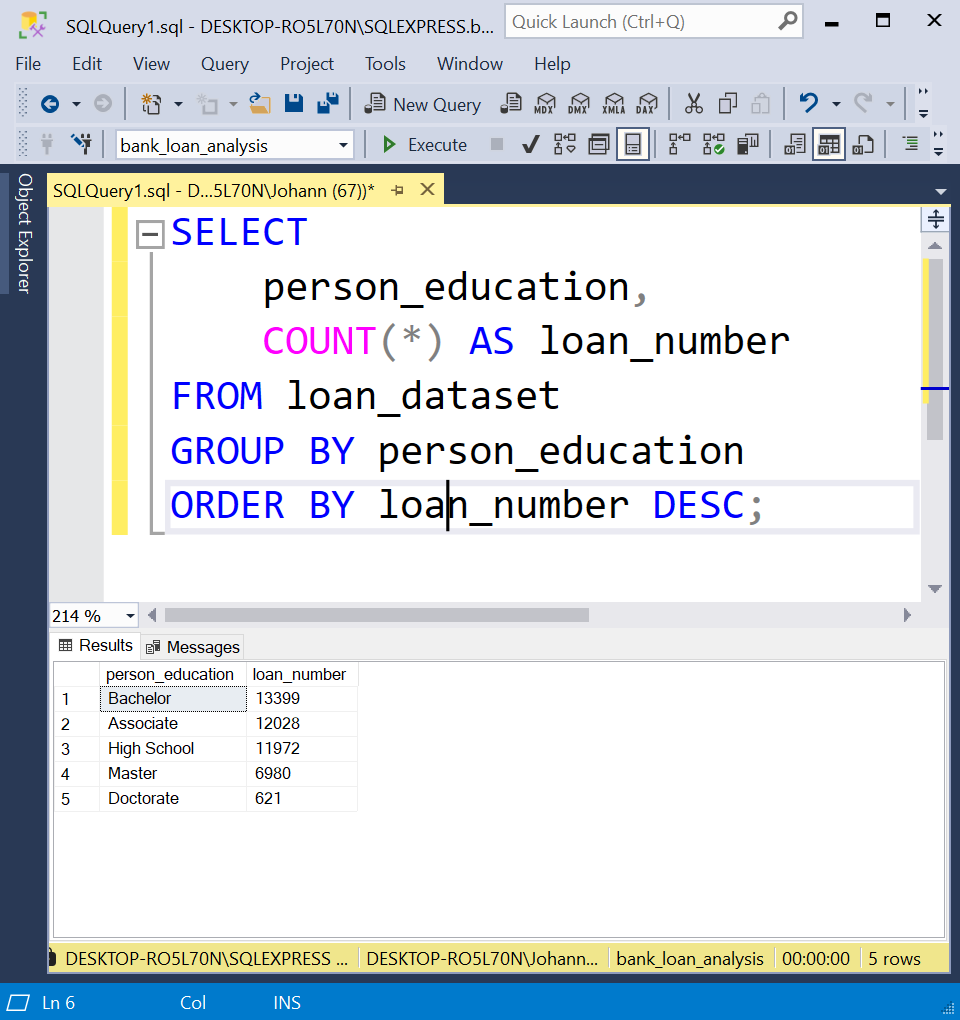 SQLQuery1.sql - DESKTOP-RO5L70N\SQLEXPRESS.b...
Quick Launch (Ctrl+Q)
File Edit View Query Project Tools Window Help
New Query MDX DMX XMLA DAX
bank_loan_analysis Execute
Object Explorer
SQLQuery1.sql - D...5L70N\Johann (67))*
SELECT
person_education,
COUNT(*) AS loan_number
FROM loan_dataset
GROUP BY person_education
ORDER BY loan_number DESC;
214 %
Results Messages
person_education loan_number
1 Bachelor 13399
2 Associate 12028
3 High School 11972
4 Master 6980
5 Doctorate 621
DESKTOP-RO5L70N\SQLEXPRESS ... DESKTOP-RO5L70N\Johann... bank_loan_analysis 00:00:00 5 rows
Ln 6 Col INS